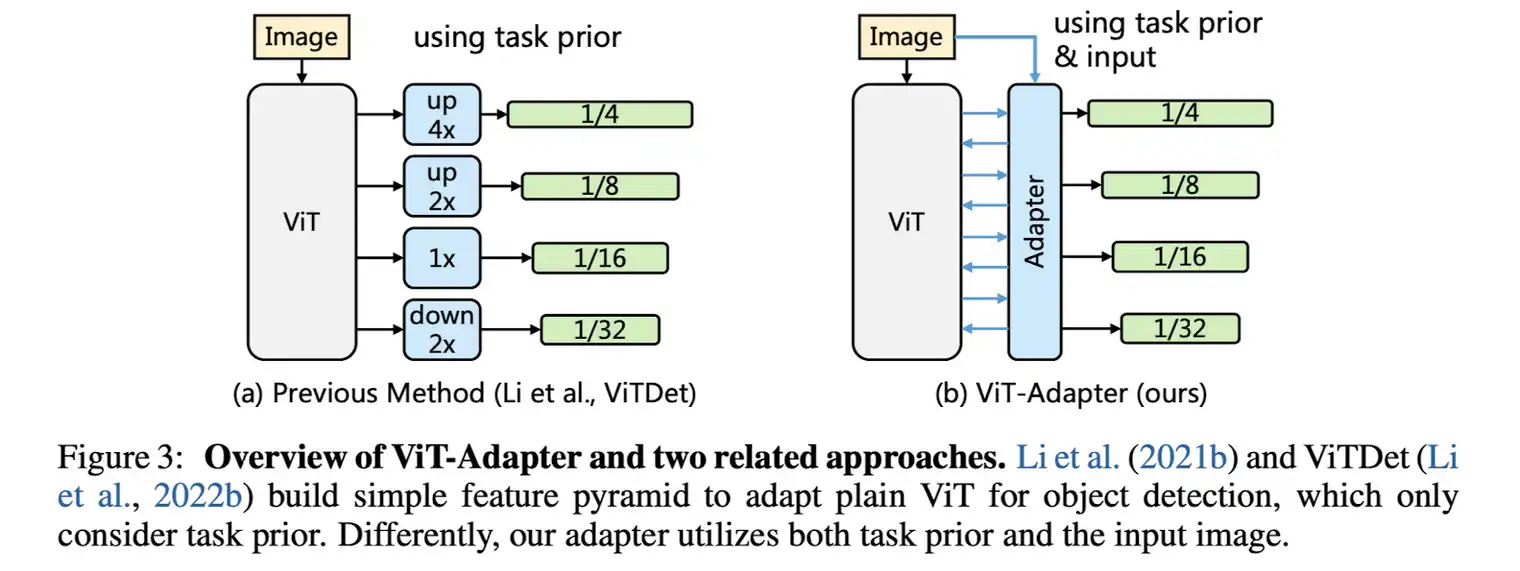 Image
using task prior
ViT
up
4x
1/4
up
2x
1/8
1x
1/16
down
2x
1/32
(a) Previous Method (Li et al., ViTDet)
Image
using task prior
& input
ViT
Adapter
1/4
1/8
1/16
1/32
(b) ViT-Adapter (ours)
Figure 3: Overview of ViT-Adapter and two related approaches. Li et al. (2021b) and ViTDet (Li
et al., 2022b) build simple feature pyramid to adapt plain ViT for object detection, which only
consider task prior. Differently, our adapter utilizes both task prior and the input image.